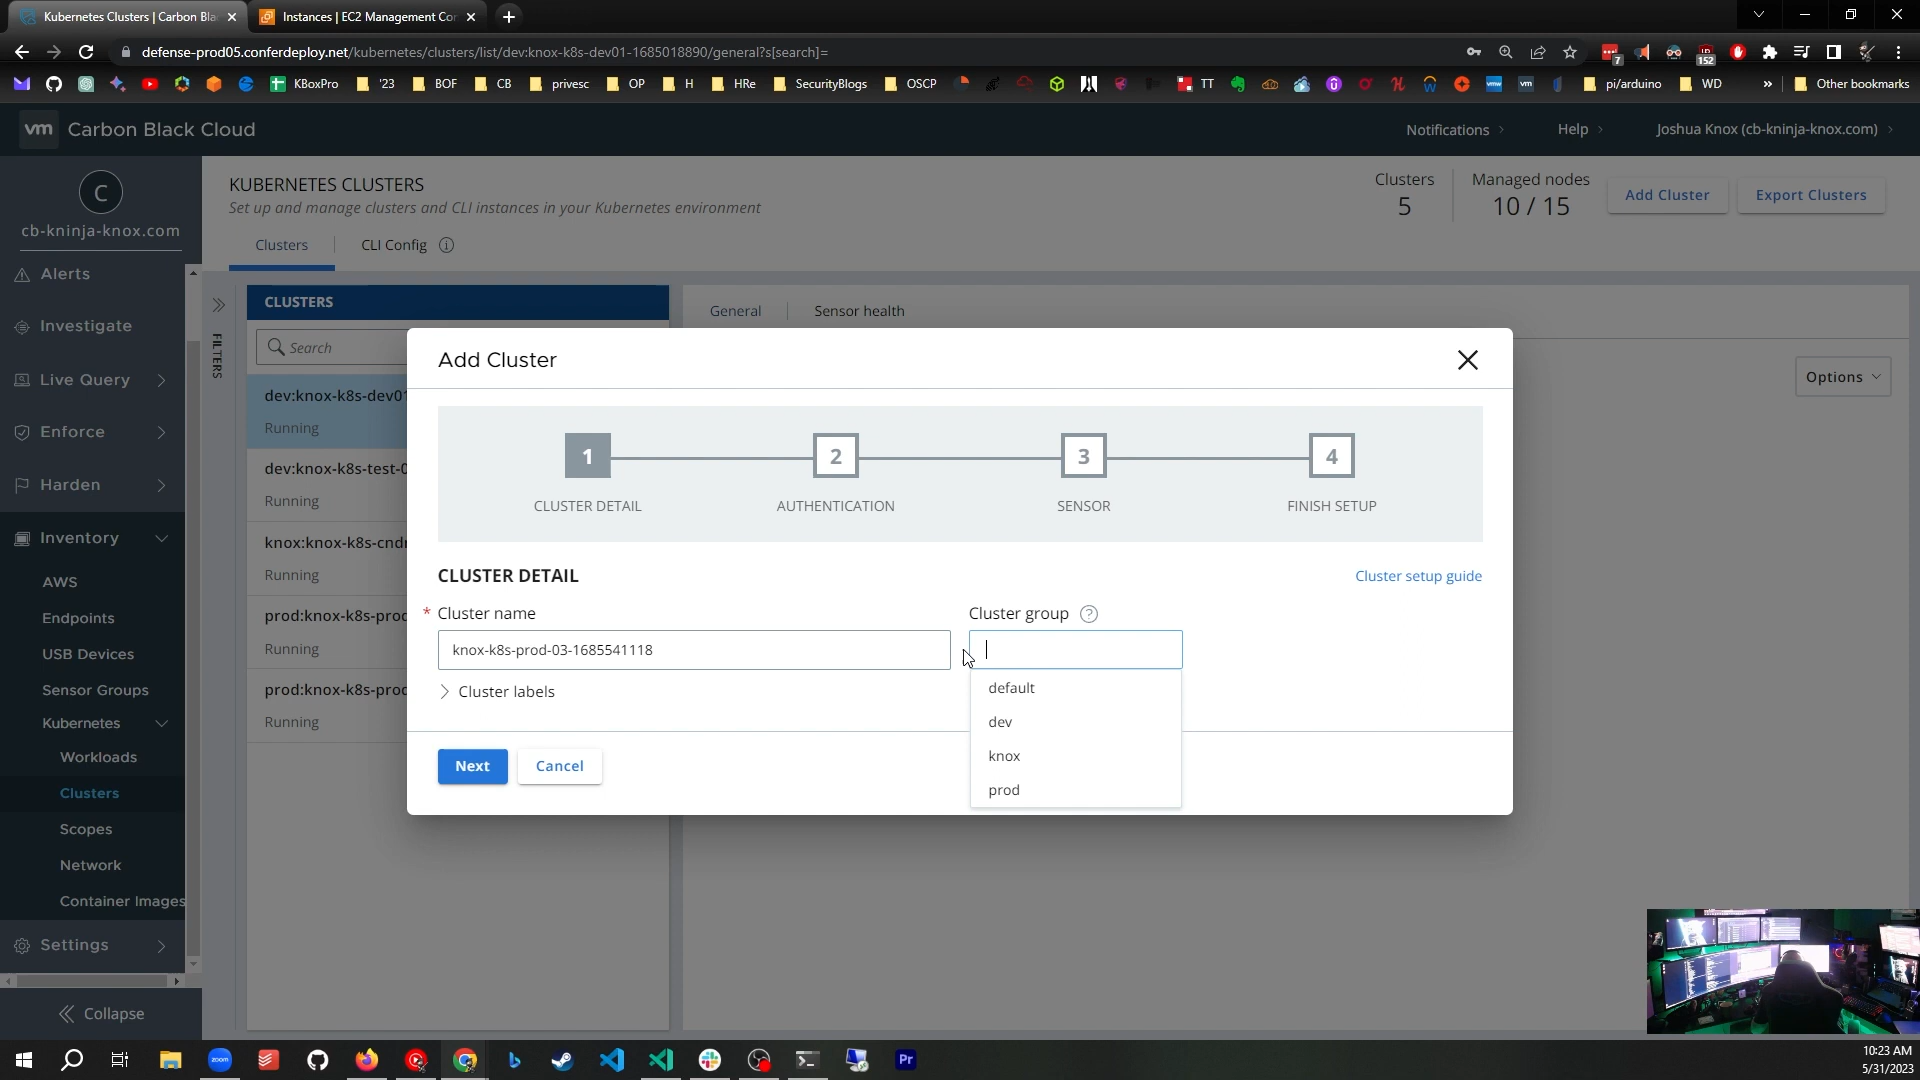 Kubernetes Clusters | Carbon Bla
Instances | EC2 Management Con
defense-prod05.conferdeploy.net/kubernetes/clusters/list/dev:knox-k8s-dev01-1685018890/general?s[search]=
7
152
KBoxPro
'23
BOF
CB
privesc
OP
H
HRe
SecurityBlogs
OSCP
TT
vmw
vm
pi/arduino
WD
»
Other bookmarks
vm
Carbon Black Cloud
Notifications
Help
Joshua Knox (cb-kninja-knox.com)
C
cb-kninja-knox.com
Alerts
Investigate
Live Query
Enforce
Harden
Inventory
AWS
Endpoints
USB Devices
Sensor Groups
Kubernetes
Workloads
Clusters
Scopes
Network
Container Images
Settings
Collapse
KUBERNETES CLUSTERS
Set up and manage clusters and CLI instances in your Kubernetes environment
Clusters
5
Managed nodes
10 / 15
Add Cluster
Export Clusters
Clusters
CLI Config
FILTERS
CLUSTERS
Search
dev:knox-k8s-dev01
Running
dev:knox-k8s-test-0
Running
knox:knox-k8s-cndr
Running
prod:knox-k8s-prod
Running
prod:knox-k8s-prod
Running
General
Sensor health
Options
Add Cluster
1
2
3
4
CLUSTER DETAIL
AUTHENTICATION
SENSOR
FINISH SETUP
CLUSTER DETAIL
Cluster setup guide
* Cluster name
Cluster group ?
knox-k8s-prod-03-1685541118
Cluster labels
default
dev
knox
prod
Next
Cancel
zoom
Pr
10:23 AM
5/31/2023